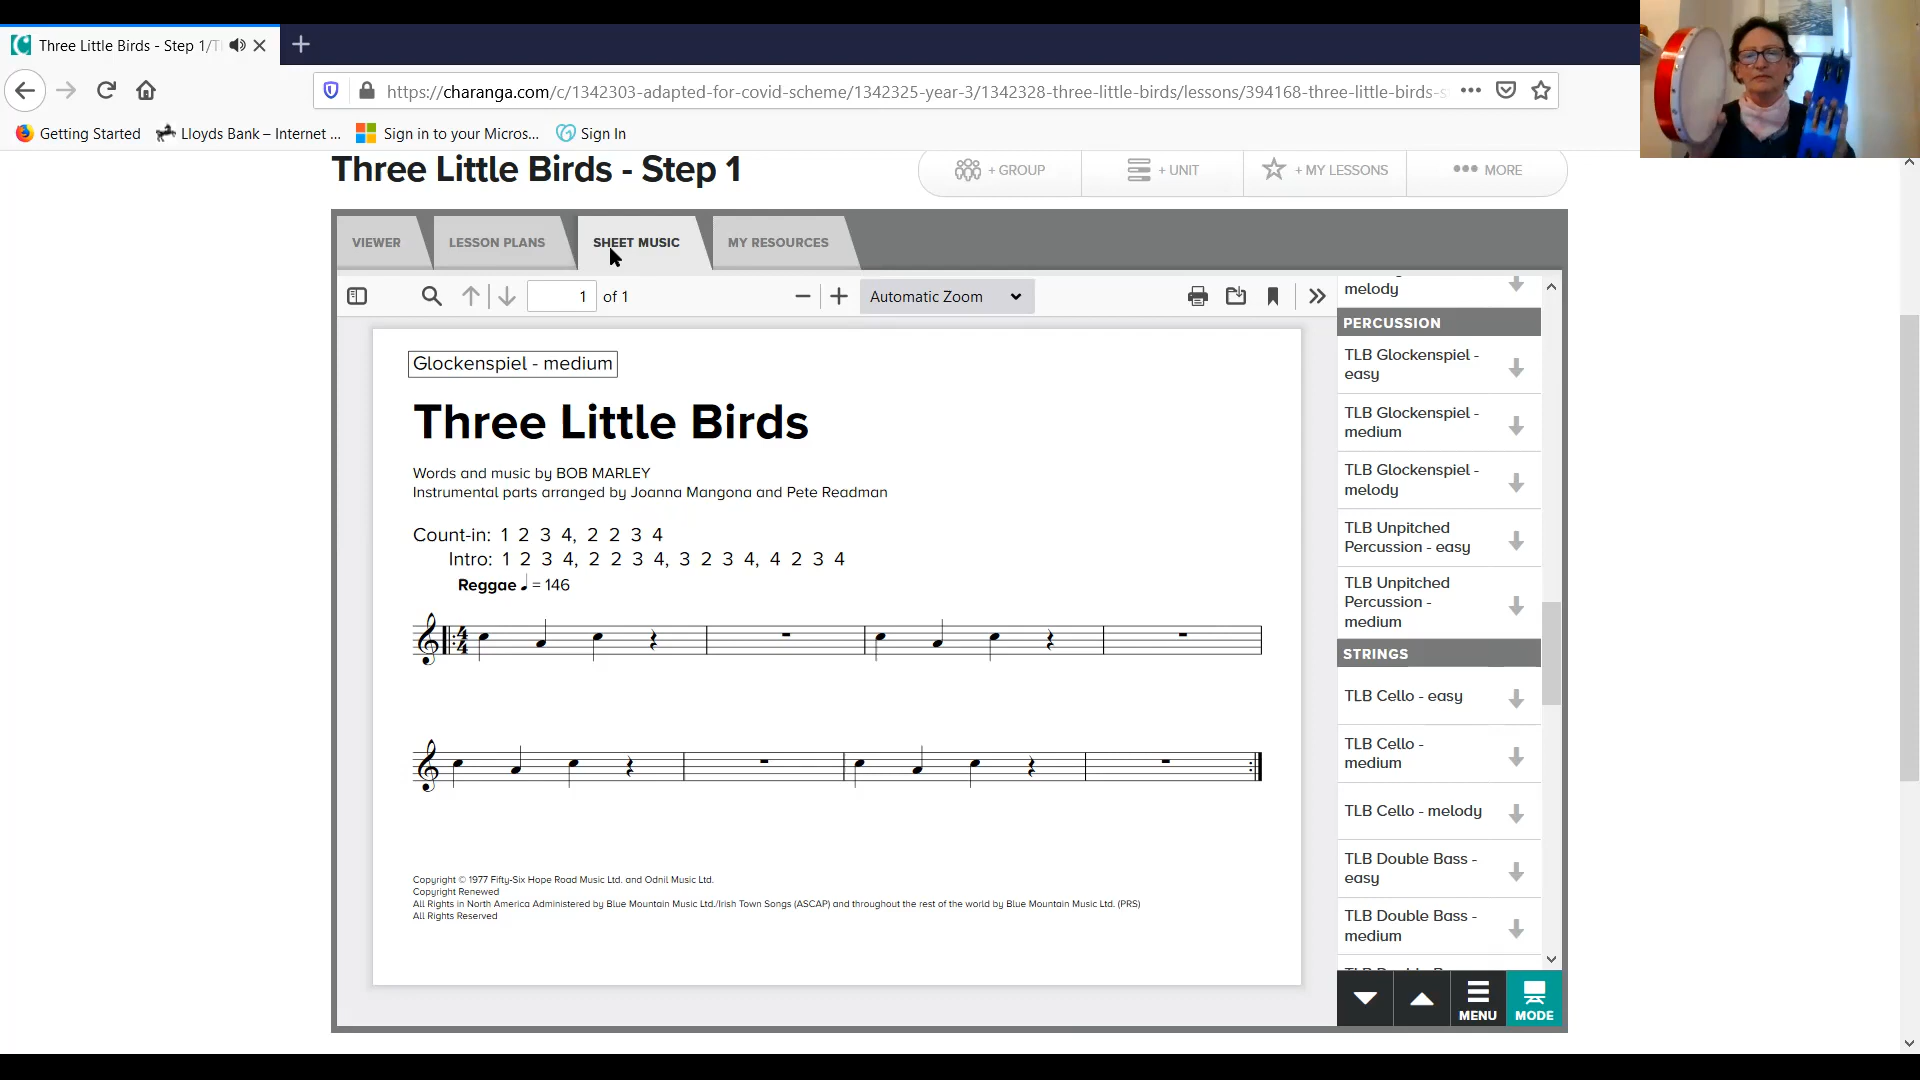 Three Little Birds - Step 1/T
https://charanga.com/c/1342303-adapted-for-covid-scheme/1342325-year-3/1342328-three-little-birds/lessons/394168-three-little-birds-s
Getting Started
Lloyds Bank – Internet ...
Sign in to your Micros...
Sign In
Three Little Birds - Step 1
+ GROUP
+ UNIT
+ MY LESSONS
MORE
VIEWER
LESSON PLANS
SHEET MUSIC
MY RESOURCES
1 of 1
Automatic Zoom
Glockenspiel - medium
Three Little Birds
Words and music by BOB MARLEY
Instrumental parts arranged by Joanna Mangona and Pete Readman
Count-in: 1 2 3 4, 2 2 3 4
Intro: 1 2 3 4, 2 2 3 4, 3 2 3 4, 4 2 3 4
Reggae ♩ = 146
4
4
Copyright © 1977 Fifty-Six Hope Road Music Ltd. and Odnil Music Ltd.
Copyright Renewed
All Rights in North America Administered by Blue Mountain Music Ltd./Irish Town Songs (ASCAP) and throughout the rest of the world by Blue Mountain Music Ltd. (PRS)
All Rights Reserved
melody
PERCUSSION
TLB Glockenspiel -
easy
TLB Glockenspiel -
medium
TLB Glockenspiel -
melody
TLB Unpitched
Percussion - easy
TLB Unpitched
Percussion -
medium
STRINGS
TLB Cello - easy
TLB Cello -
medium
TLB Cello - melody
TLB Double Bass -
easy
TLB Double Bass -
medium
MENU
MODE